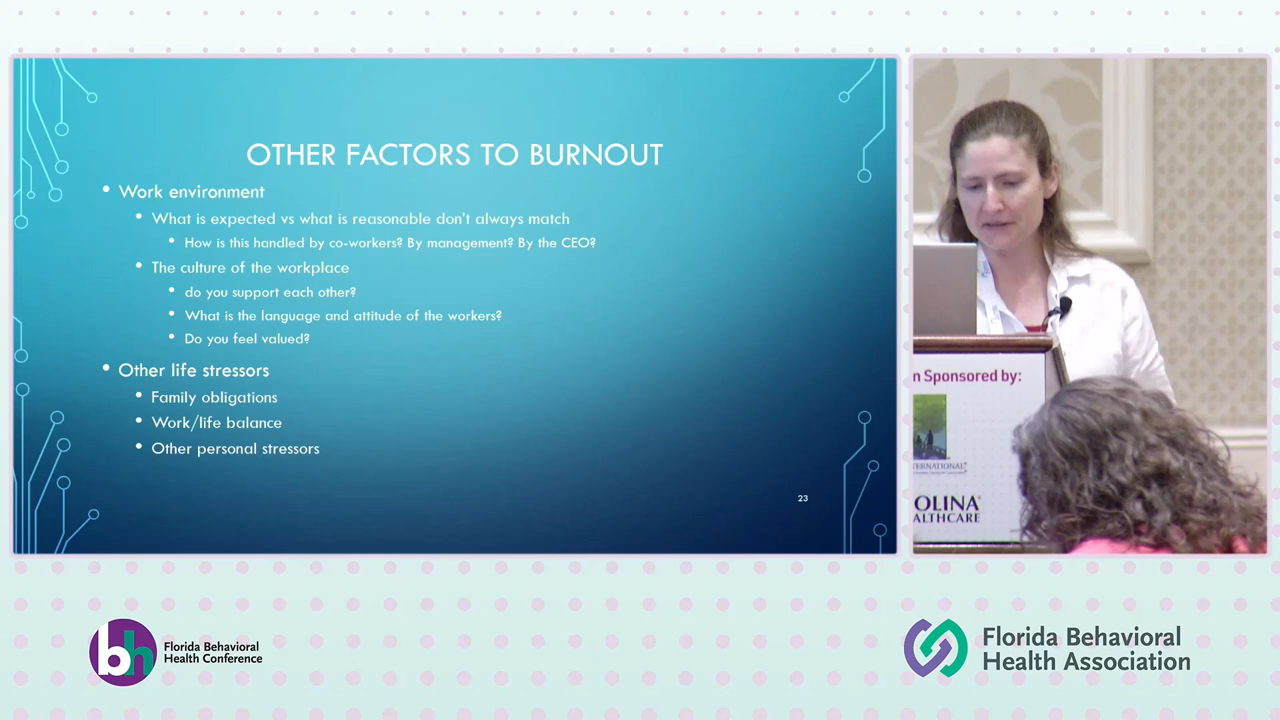 OTHER FACTORS TO BURNOUT
Work environment
What is expected vs what is reasonable don't always match
How is this handled by co-workers? By management? By the CEO?
The culture of the workplace
do you support each other?
What is the language and attitude of the workers?
Do you feel valued?
Other life stressors
Family obligations
Work/life balance
Other personal stressors
23
n Sponsored by:
TERNATIONAL
OLINA
ALTHCARE
bh
Florida Behavioral
Health Conference
Florida Behavioral
Health Association